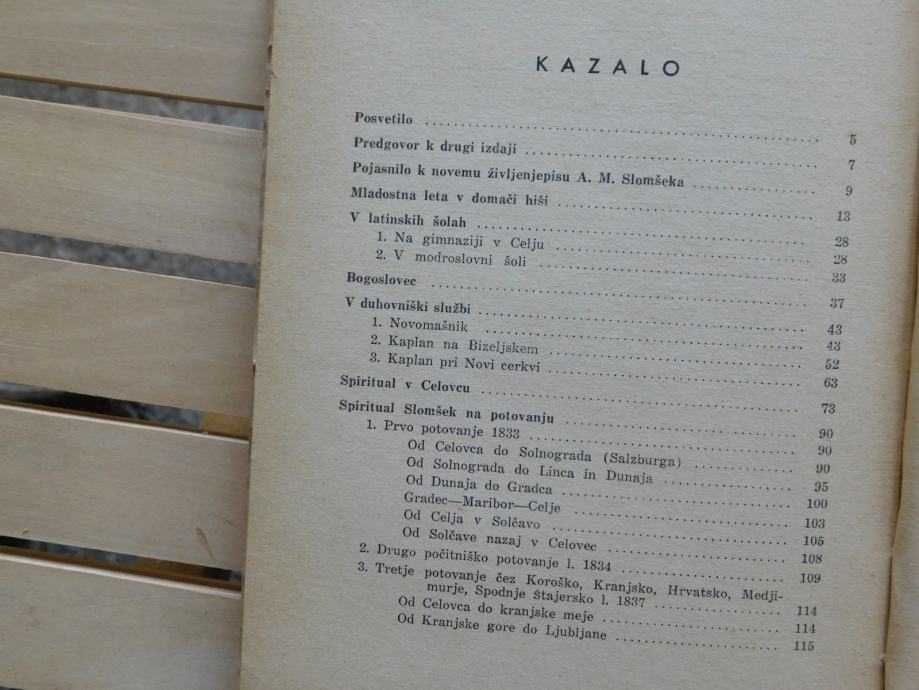 KAZALO
Posvetilo ........ 5
Predgovor k drugi izdaji ........ 7
Pojasnilo k novemu življenjepisu A. M. Slomšeka ........ 9
Mladostna leta v domači hiši ........ 13
V latinskih šolah ........ 28
1. Na gimnaziji v Celju ........ 28
2. V modroslovni šoli ........ 33
Bogoslovec ........ 37
V duhovniški službi ........ 43
1. Novomašnik ........ 43
2. Kaplan na Bizeljskem ........ 52
3. Kaplan pri Novi cerkvi ........ 63
Spiritual v Celovcu ........ 73
Spiritual Slomšek na potovanju ........ 90
1. Prvo potovanje 1833 ........ 90
Od Celovca do Solnograda (Salzburga) ........ 90
Od Solnograda do Linca in Dunaja ........ 95
Od Dunaja do Gradca ........ 100
Gradec—Maribor—Celje ........ 103
Od Celja v Solčavo ........ 105
Od Solčave nazaj v Celovec ........ 108
2. Drugo počitniško potovanje l. 1834 ........ 109
3. Tretje potovanje čez Koroško, Kranjsko, Hrvatsko, Medji-
murje, Spodnje Štajersko l. 1837 ........ 114
Od Celovca do kranjske meje ........ 114
Od Kranjske gore do Ljubljane ........ 115